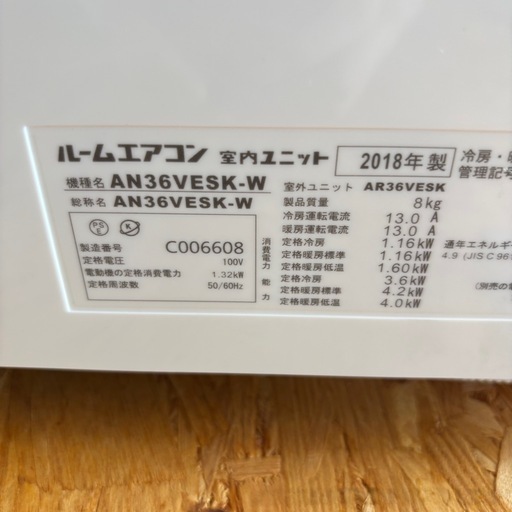 ルームエアコン 室内ユニット 2018年製 冷房・
管理記号
機種名 AN36VESK-W 室外ユニット AR36VESK
総称名 AN36VESK-W 製品質量 8kg
冷房運転電流 13.0 A
暖房運転電流 13.0 A
PS E K
製造番号 C006608
定格電圧 100V
電動機の定格消費電力 1.32kW
定格周波数 50/60Hz
消費電力 定格冷房 1.16kW
定格暖房標準 1.16kW
定格暖房低温 1.60kW
能力 定格冷房 3.6kW
定格暖房標準 4.2kW
定格暖房低温 4.0kW
通年エネルギー
4.9 (JIS C 961
(別売の